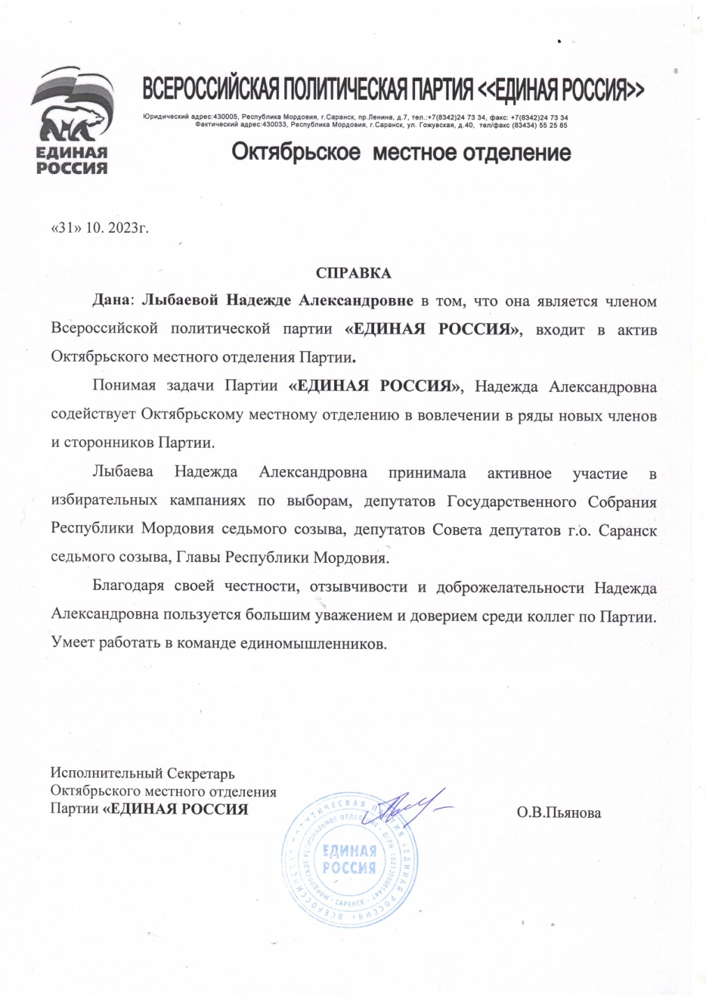 ВСЕРОССИЙСКАЯ ПОЛИТИЧЕСКАЯ ПАРТИЯ <<ЕДИНАЯ РОССИЯ>>
Юридический адрес:430005, Республика Мордовия, г.Саранск, пр.Ленина, д.7, тел.:+7(8342)24 73 34, факс: +7(8342)24 73 34
Фактический адрес:430033, Республика Мордовия, г.Саранск, ул. Гожувская, д.40, тел/факс (83434) 55 25 85
Октябрьское местное отделение
ЕДИНАЯ
РОССИЯ
«31» 10. 2023г.
СПРАВКА
Дана: Лыбаевой Надежде Александровне в том, что она является членом
Всероссийской политической партии «ЕДИНАЯ РОССИЯ», входит в актив
Октябрьского местного отделения Партии.
Понимая задачи Партии «ЕДИНАЯ РОССИЯ», Надежда Александровна
содействует Октябрьскому местному отделению в вовлечении в ряды новых членов
и сторонников Партии.
Лыбаева Надежда Александровна принимала активное участие в
избирательных кампаниях по выборам, депутатов Государственного Собрания
Республики Мордовия седьмого созыва, депутатов Совета депутатов г.о. Саранск
седьмого созыва, Главы Республики Мордовия.
Благодаря своей честности, отзывчивости и доброжелательности Надежда
Александровна пользуется большим уважением и доверием среди коллег по Партии.
Умеет работать в команде единомышленников.
Исполнительный Секретарь
Октябрьского местного отделения
Партии «ЕДИНАЯ РОССИЯ
О.В.Пьянова
ПАРТИЯ «ЕДИНАЯ РОССИЯ» ВСЕРОССИЙСКАЯ
ОТДЕЛЕНИЕ · ОГРН 1021300001447 · САРАНСК · МОРДОВСКОЕ РЕГИОНАЛЬНОЕ
ЕДИНАЯ
РОССИЯ